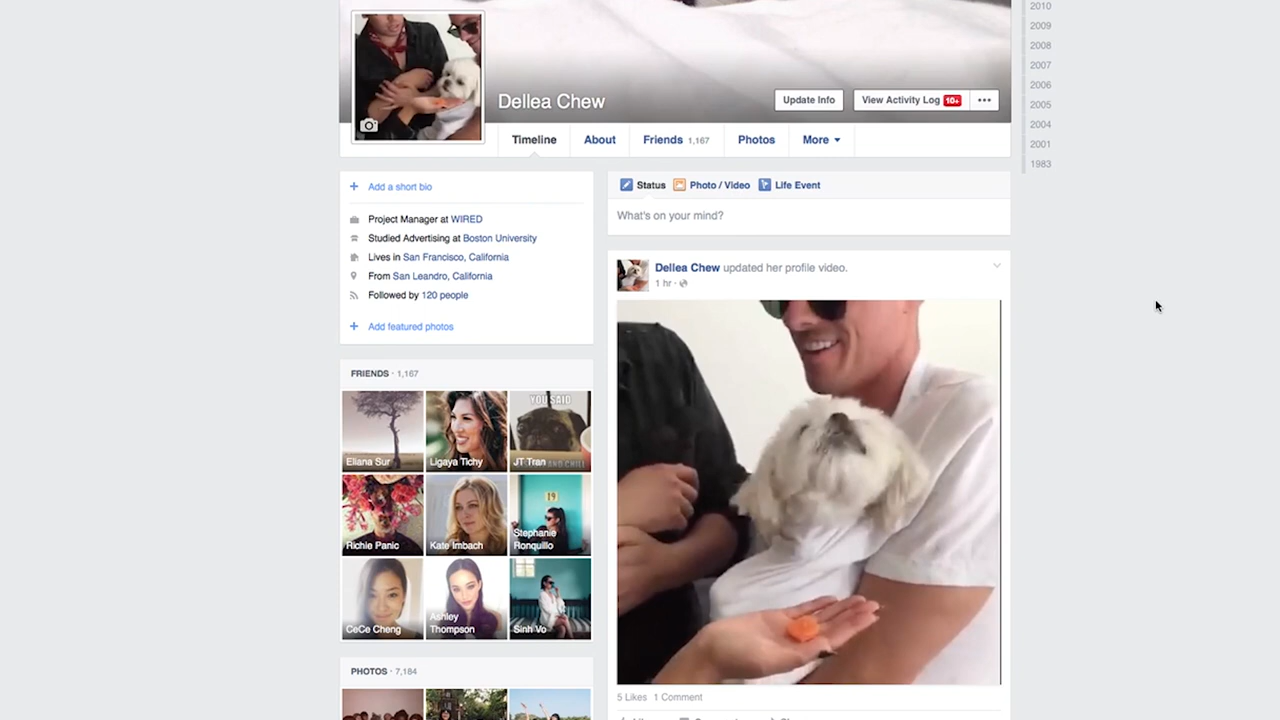 2010
2009
2008
2007
2006
2005
2004
2001
1983
Dellea Chew
Update Info
View Activity Log 10+
Timeline
About
Friends 1,167
Photos
More
Add a short bio
Project Manager at WIRED
Studied Advertising at Boston University
Lives in San Francisco, California
From San Leandro, California
Followed by 120 people
Add featured photos
FRIENDS · 1,167
Eliana Sur
Ligaya Tichy
YOU SAID
JT Tran
AND CHILL
Richie Panic
Kate Imbach
19
Stephanie
Ronquillo
CeCe Cheng
Ashley
Thompson
Sinh Vo
PHOTOS · 7,184
Status
Photo / Video
Life Event
What's on your mind?
Dellea Chew updated her profile video.
1 hr ·
5 Likes 1 Comment